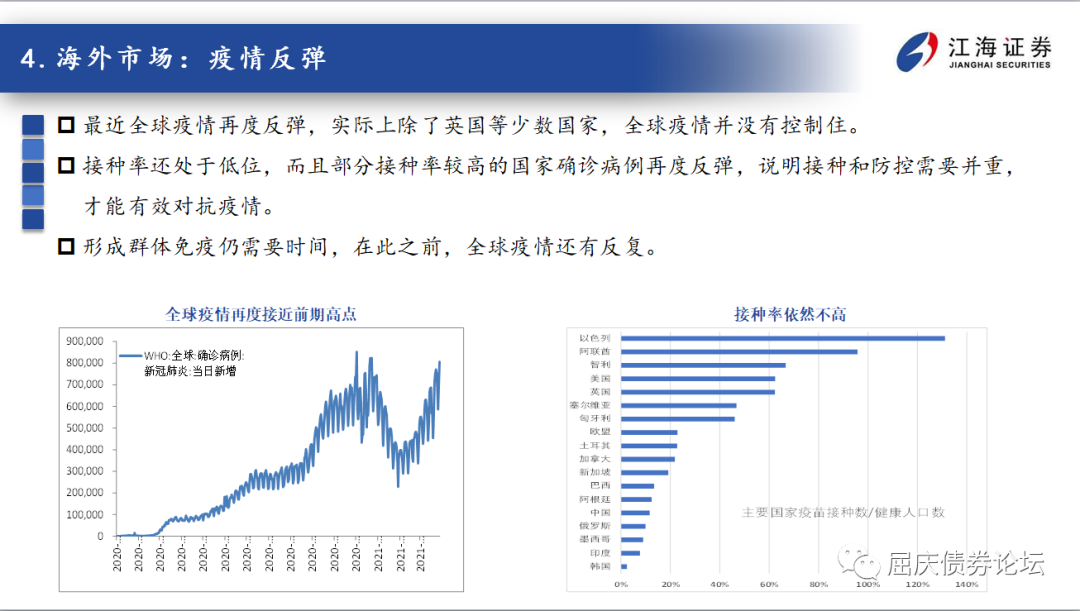 4.海外市场：疫情反弹
江海证券
JIANGHAI SECURITIES
最近全球疫情再度反弹，实际上除了英国等少数国家，全球疫情并没有控制住。
接种率还处于低位，而且部分接种率较高的国家确诊病例再度反弹，说明接种和防控需要并重，
才能有效对抗疫情。
形成群体免疫仍需要时间，在此之前，全球疫情还有反复。
全球疫情再度接近前期高点
900,000
800,000
700,000
600,000
500,000
400,000
300,000
200,000
100,000
0
WHO:全球:确诊病例:
新冠肺炎:当日新增
2020-
2020-
2020-
2020-
2020-
2020-
2020-
2020-
2020-
2020-
2020-
2020-
2021-
2021-
2021-
接种率依然不高
以色列
阿联酋
智利
美国
英国
塞尔维亚
匈牙利
欧盟
土耳其
加拿大
新加坡
巴西
阿根廷
中国
俄罗斯
墨西哥
印度
韩国
主要国家疫苗接种数/健康人口数
0%
20%
40%
60%
80%
100%
120%
140%
屈庆债券论坛